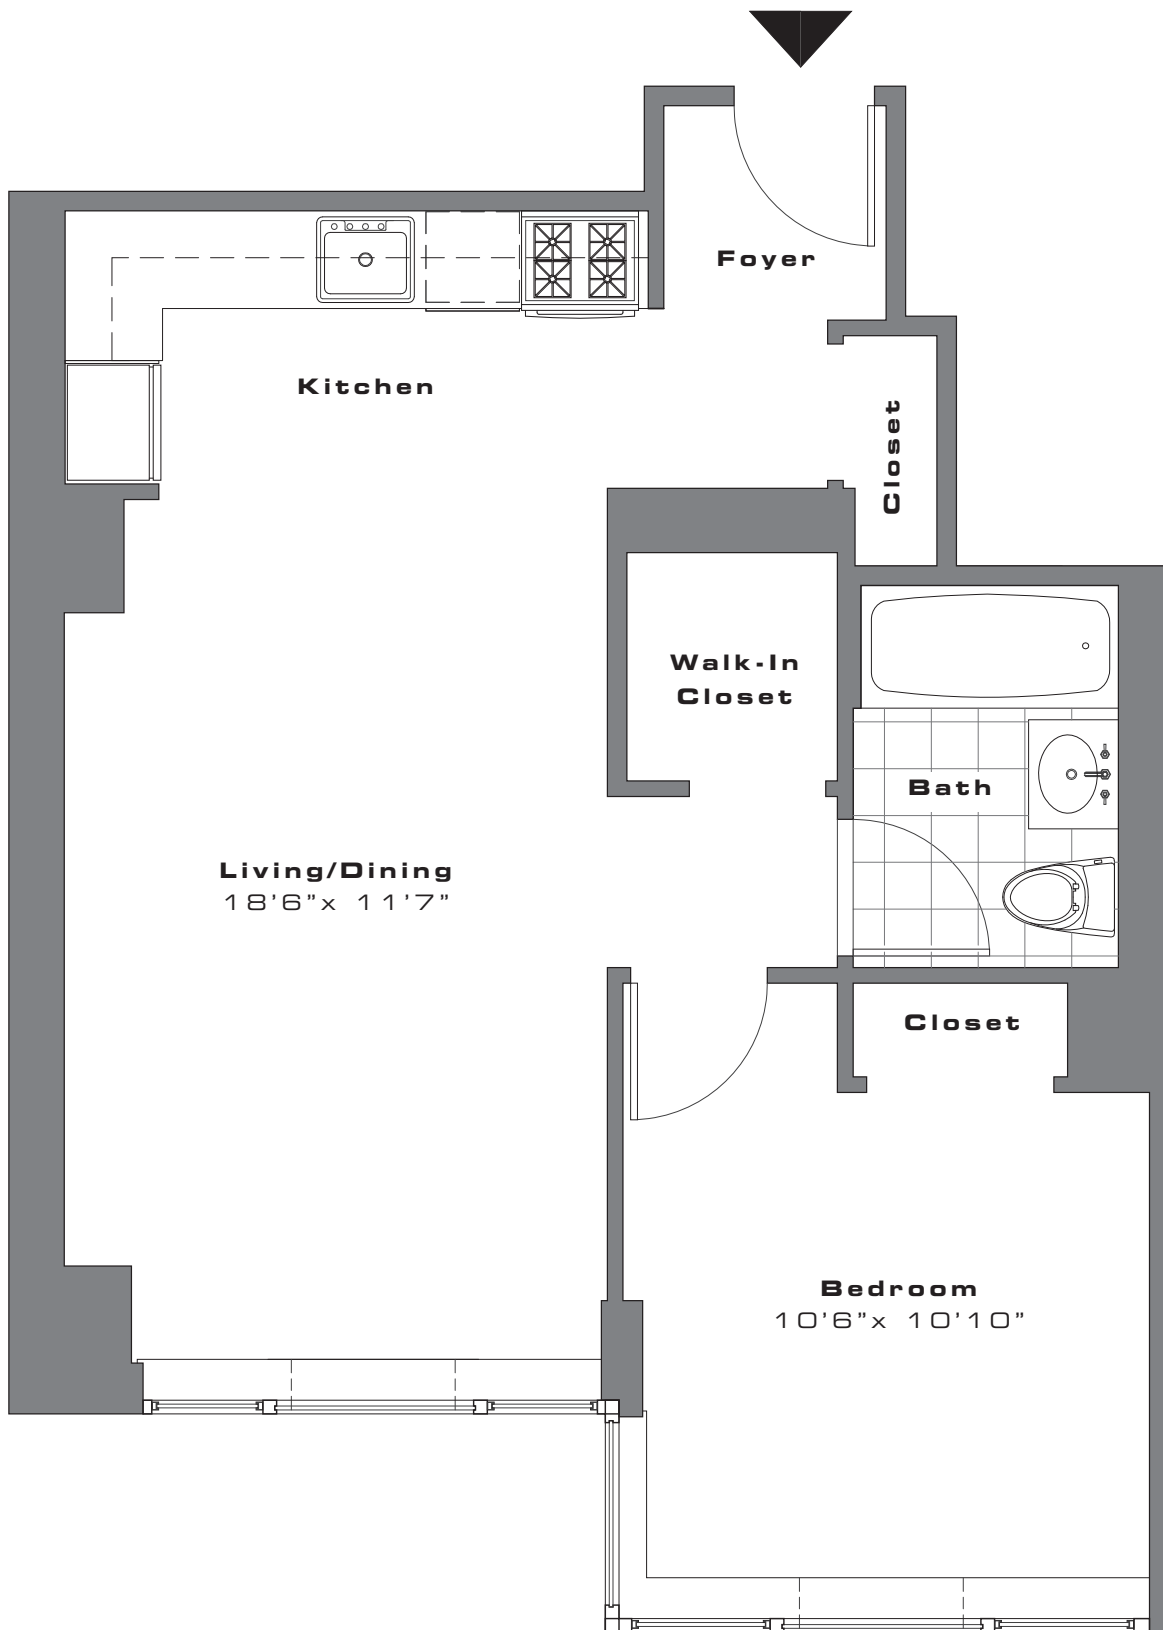 Foyer
Kitchen
Closet
Walk-In
Closet
Bath
Living/Dining
18'6”x 11'7”
Closet
Bedroom
10'6”x 10'10”